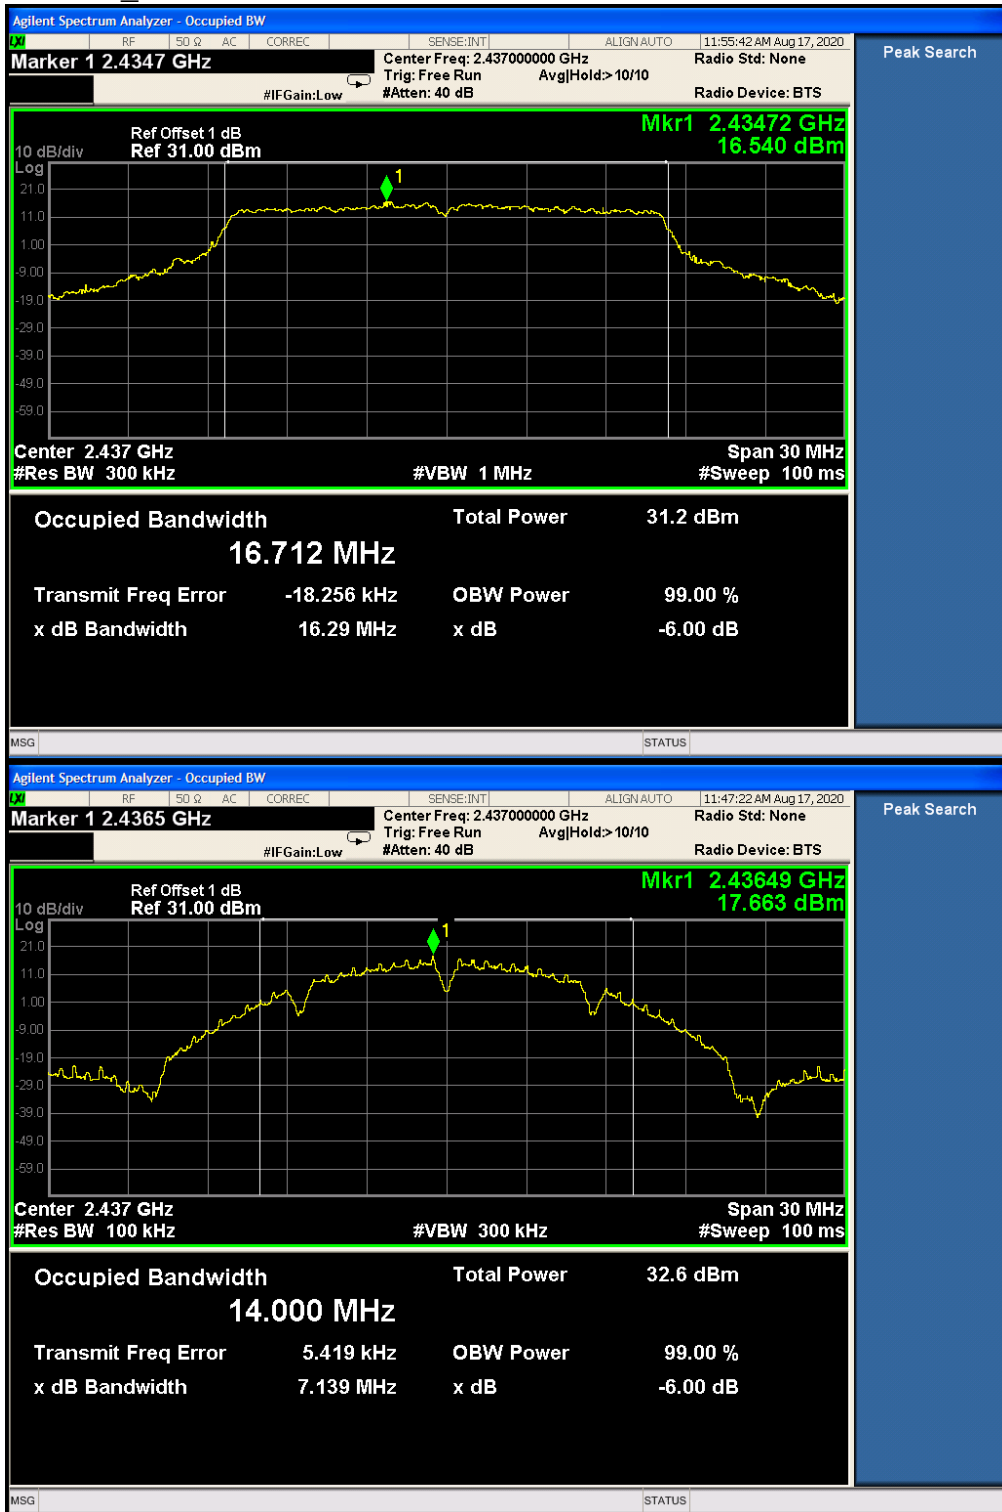 Agilent Spectrum Analyzer - Occupied BW
LXI RF 50 Ω AC CORREC SENSE:INT ALIGN AUTO 11:55:42 AM Aug 17, 2020
Marker 1 2.4347 GHz
Center Freq: 2.437000000 GHz
Radio Std: None
Peak Search
Trig: Free Run Avg|Hold:> 10/10
#IFGain:Low #Atten: 40 dB Radio Device: BTS
Ref Offset 1 dB
Mkr1 2.43472 GHz
10 dB/div Ref 31.00 dBm 16.540 dBm
Log
1
21.0
11.0
1.00
-9.00
-19.0
-29.0
-39.0
-49.0
-59.0
Center 2.437 GHz Span 30 MHz
#Res BW 300 kHz #VBW 1 MHz #Sweep 100 ms
Occupied Bandwidth Total Power 31.2 dBm
16.712 MHz
Transmit Freq Error -18.256 kHz OBW Power 99.00 %
x dB Bandwidth 16.29 MHz x dB -6.00 dB
MSG STATUS
Agilent Spectrum Analyzer - Occupied BW
LXI RF 50 Ω AC CORREC SENSE:INT ALIGN AUTO 11:47:22 AM Aug 17, 2020
Marker 1 2.4365 GHz
Center Freq: 2.437000000 GHz
Radio Std: None
Peak Search
Trig: Free Run Avg|Hold:> 10/10
#IFGain:Low #Atten: 40 dB Radio Device: BTS
Ref Offset 1 dB
Mkr1 2.43649 GHz
10 dB/div Ref 31.00 dBm 17.663 dBm
Log
1
21.0
11.0
1.00
-9.00
-19.0
-29.0
-39.0
-49.0
-59.0
Center 2.437 GHz Span 30 MHz
#Res BW 100 kHz #VBW 300 kHz #Sweep 100 ms
Occupied Bandwidth Total Power 32.6 dBm
14.000 MHz
Transmit Freq Error 5.419 kHz OBW Power 99.00 %
x dB Bandwidth 7.139 MHz x dB -6.00 dB
MSG STATUS